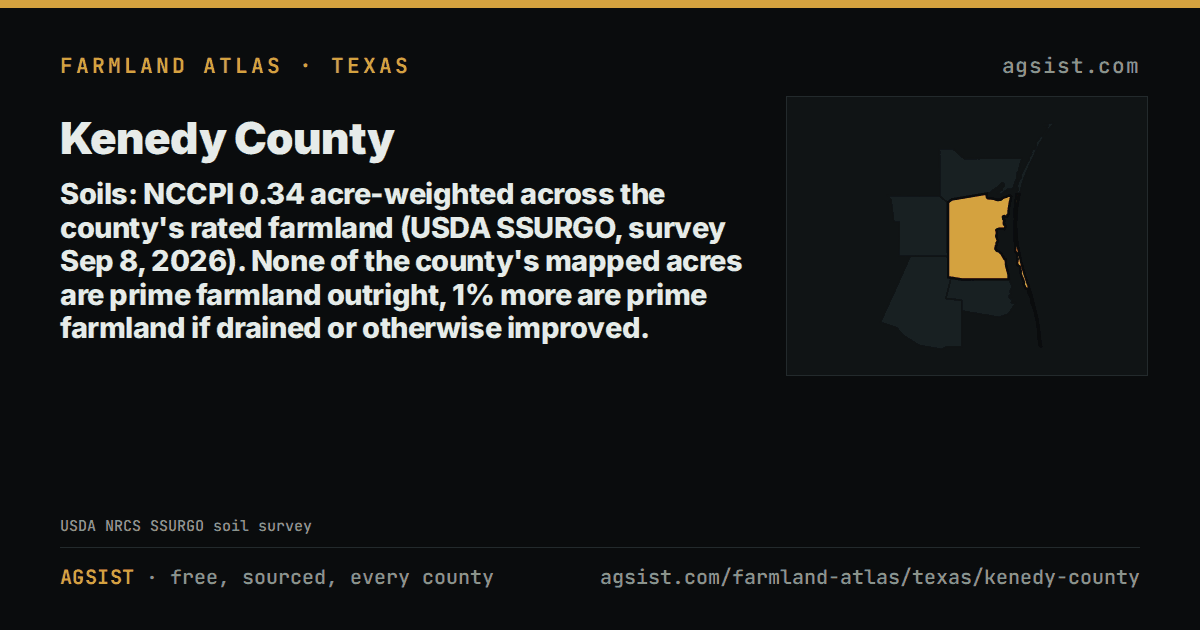 FARMLAND ATLAS · TEXAS
agsist.com
Kenedy County
Soils: NCCPI 0.34 acre-weighted across the
county's rated farmland (USDA SSURGO, survey
Sep 8, 2026). None of the county's mapped acres
are prime farmland outright, 1% more are prime
farmland if drained or otherwise improved.
USDA NRCS SSURGO soil survey
AGSIST · free, sourced, every county
agsist.com/farmland-atlas/texas/kenedy-county